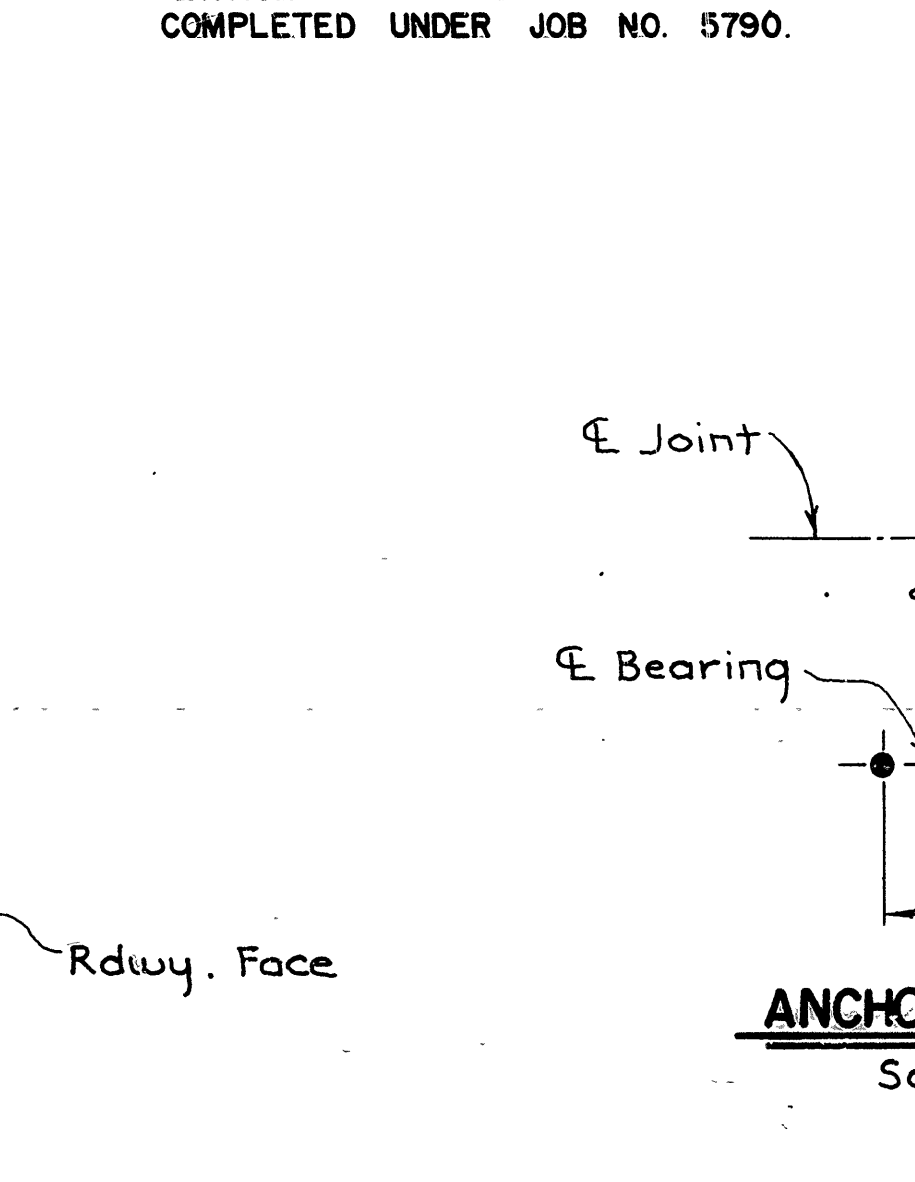 COMPLETED UNDER JOB NO. 5790.
℄ Joint
℄ Bearing
Rdwy. Face